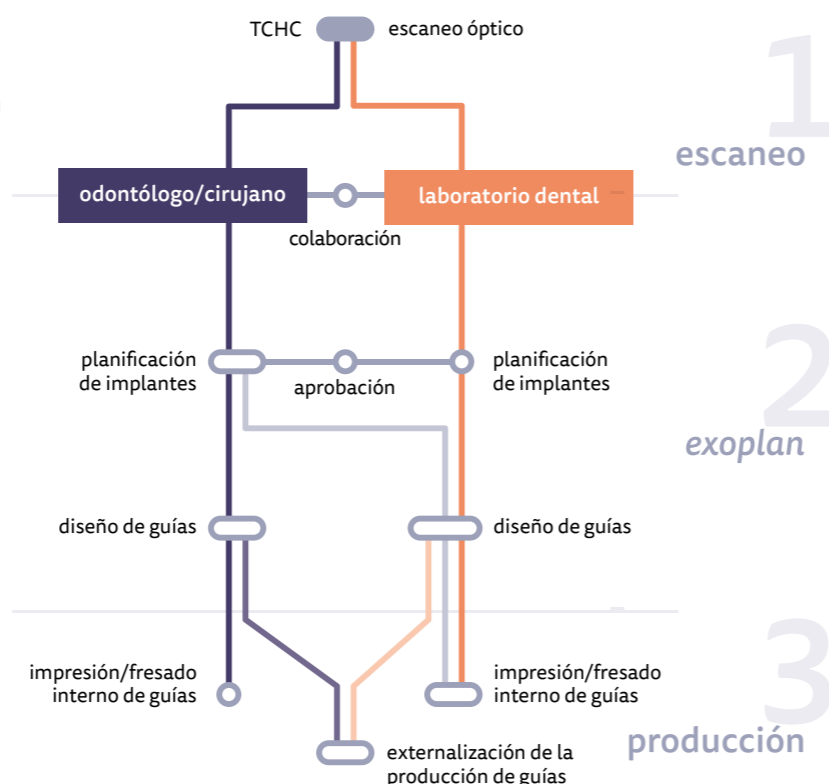 TCHC
escaneo óptico
1
escaneo
odontólogo/cirujano
laboratorio dental
colaboración
planificación
de implantes
aprobación
planificación
de implantes
2
exoplan
diseño de guías
diseño de guías
impresión/fresado
interno de guías
impresión/fresado
interno de guías
3
producción
externalización de la
producción de guías